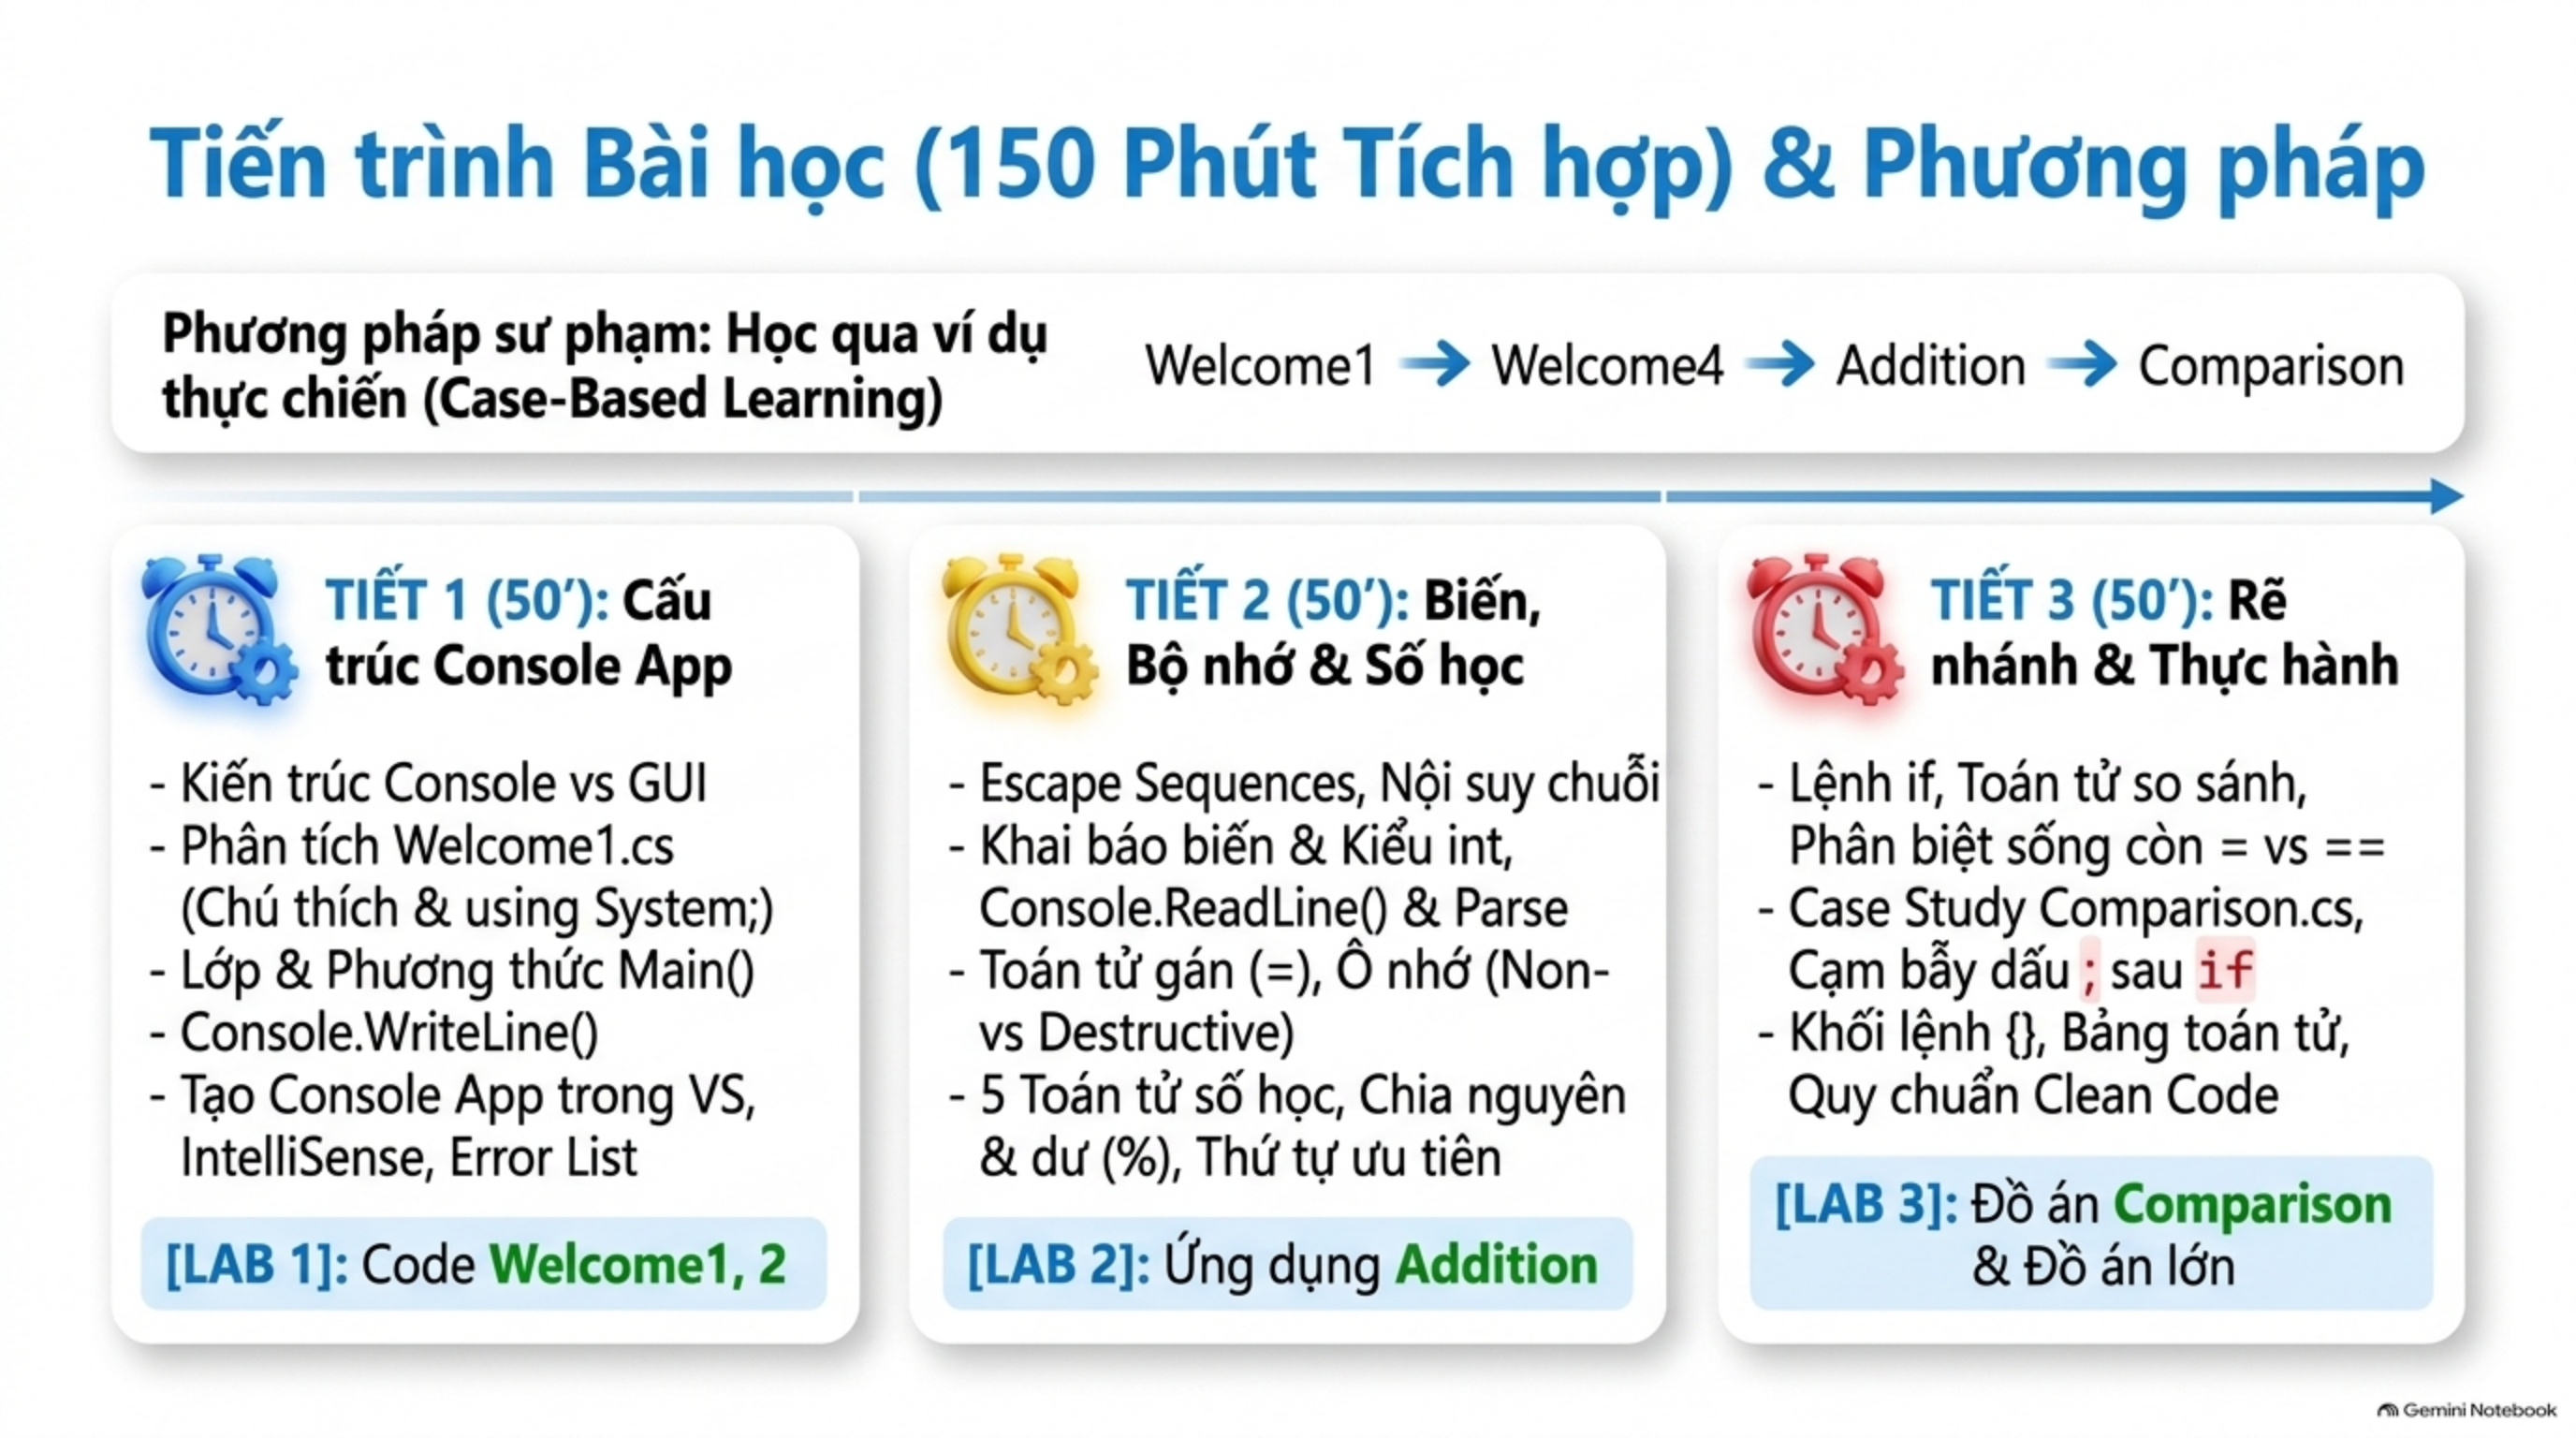 Tiến trình Bài học (150 Phút Tích hợp) & Phương pháp
Phương pháp sư phạm: Học qua ví dụ
thực chiến (Case-Based Learning)
Welcome1 → Welcome4 → Addition → Comparison
TIẾT 1 (50’): Cấu
trúc Console App
- Kiến trúc Console vs GUI
- Phân tích Welcome1.cs
(Chú thích & using System;)
- Lớp & Phương thức Main()
- Console.WriteLine()
- Tạo Console App trong VS,
IntelliSense, Error List
[LAB 1]: Code Welcome1, 2
TIẾT 2 (50’): Biến,
Bộ nhớ & Số học
- Escape Sequences, Nội suy chuỗi
- Khai báo biến & Kiểu int,
Console.ReadLine() & Parse
- Toán tử gán (=), Ô nhớ (Non-
vs Destructive)
- 5 Toán tử số học, Chia nguyên
& dư (%), Thứ tự ưu tiên
[LAB 2]: Ứng dụng Addition
TIẾT 3 (50’): Rẽ
nhánh & Thực hành
- Lệnh if, Toán tử so sánh,
Phân biệt sống còn = vs ==
- Case Study Comparison.cs,
Cạm bẫy dấu ; sau if
- Khối lệnh {}, Bảng toán tử,
Quy chuẩn Clean Code
[LAB 3]: Đồ án Comparison
& Đồ án lớn
Gemini Notebook